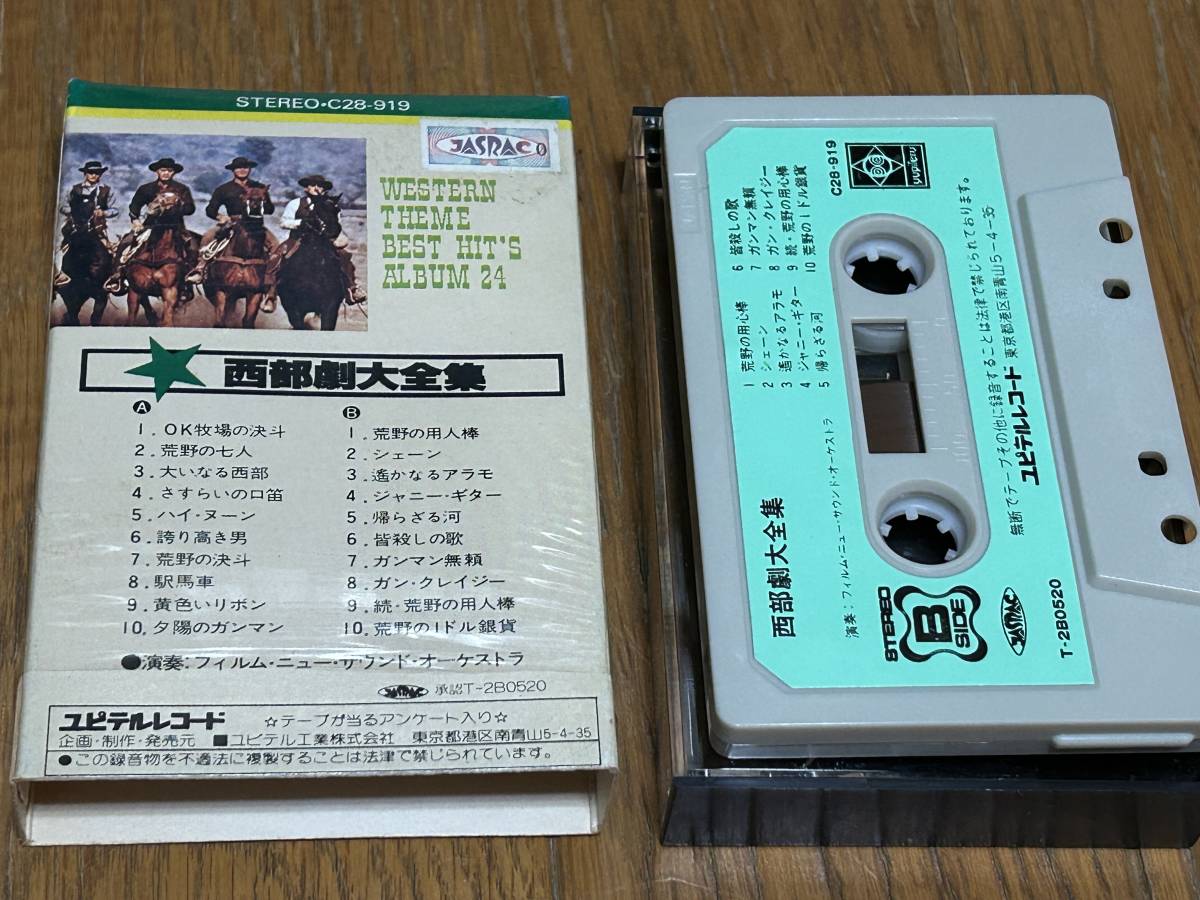 STEREO・C28-919
JASRAC 0
WESTERN
THEME
BEST HIT'S
ALBUM 24
西部劇大全集
A
1. OK牧場の決斗
2. 荒野の七人
3. 大いなる西部
4. さすらいの口笛
5. ハイ・ヌーン
6. 誇り高き男
7. 荒野の決斗
8. 駅馬車
9. 黄色いリボン
10. 夕陽のガンマン
B
1. 荒野の用人棒
2. シェーン
3. 遙かなるアラモ
4. ジャニー・ギター
5. 帰らざる河
6. 皆殺しの歌
7. ガンマン無頼
8. ガン・クレイジー
9. 続・荒野の用人棒
10. 荒野の1ドル銀貨
●演奏:フィルム・ニュー・サウンド・オーケストラ
JASRAC 承認T-2B0520
ユピテルレコード ☆テープが当るアンケート入り☆
企画・制作・発売元 ■ユピテル工業株式会社 東京都港区南青山5-4-35
●この録音物を不適法に複製することは法律で禁じられています。
西部劇大全集
演奏:フィルム・ニュー・サウンド・オーケストラ
1 荒野の用心棒
2 シェーン
3 遙かなるアラモ
4 ジャニー・ギター
5 帰らざる河
6 皆殺しの歌
7 ガンマン無頼
8 ガン・クレイジー
9 続・荒野の用心棒
10 荒野の1ドル銀貨
C28-919
yupiteru
STEREO
B
SIDE
無断でテープその他に録音することは法律で禁じられております。
ユピテルレコード 東京都港区南青山5-4-35
JASRAC
T-2B0520
100